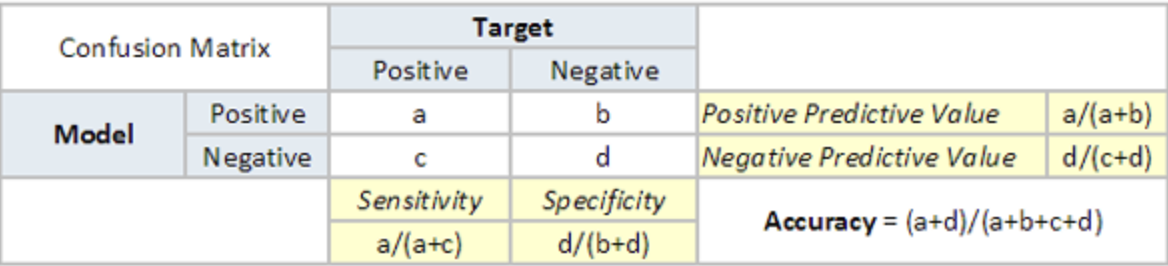 Confusion Matrix
Target
Positive Negative
Model
Positive a b Positive Predictive Value a/(a+b)
Negative c d Negative Predictive Value d/(c+d)
Sensitivity Specificity
a/(a+c) d/(b+d)
Accuracy = (a+d)/(a+b+c+d)